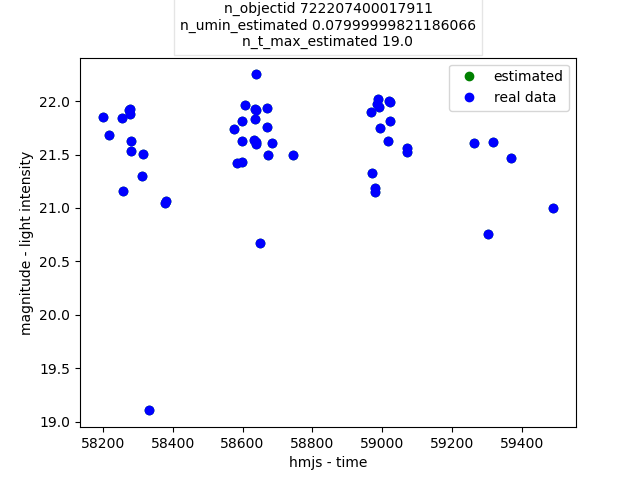 n_objectid 722207400017911
n_umin_estimated 0.07999999821186066
n_t_max_estimated 19.0
estimated
real data
22.0
21.5
21.0
20.5
20.0
19.5
19.0
magnitude - light intensity
58200 58400 58600 58800 59000 59200 59400
hmjs - time